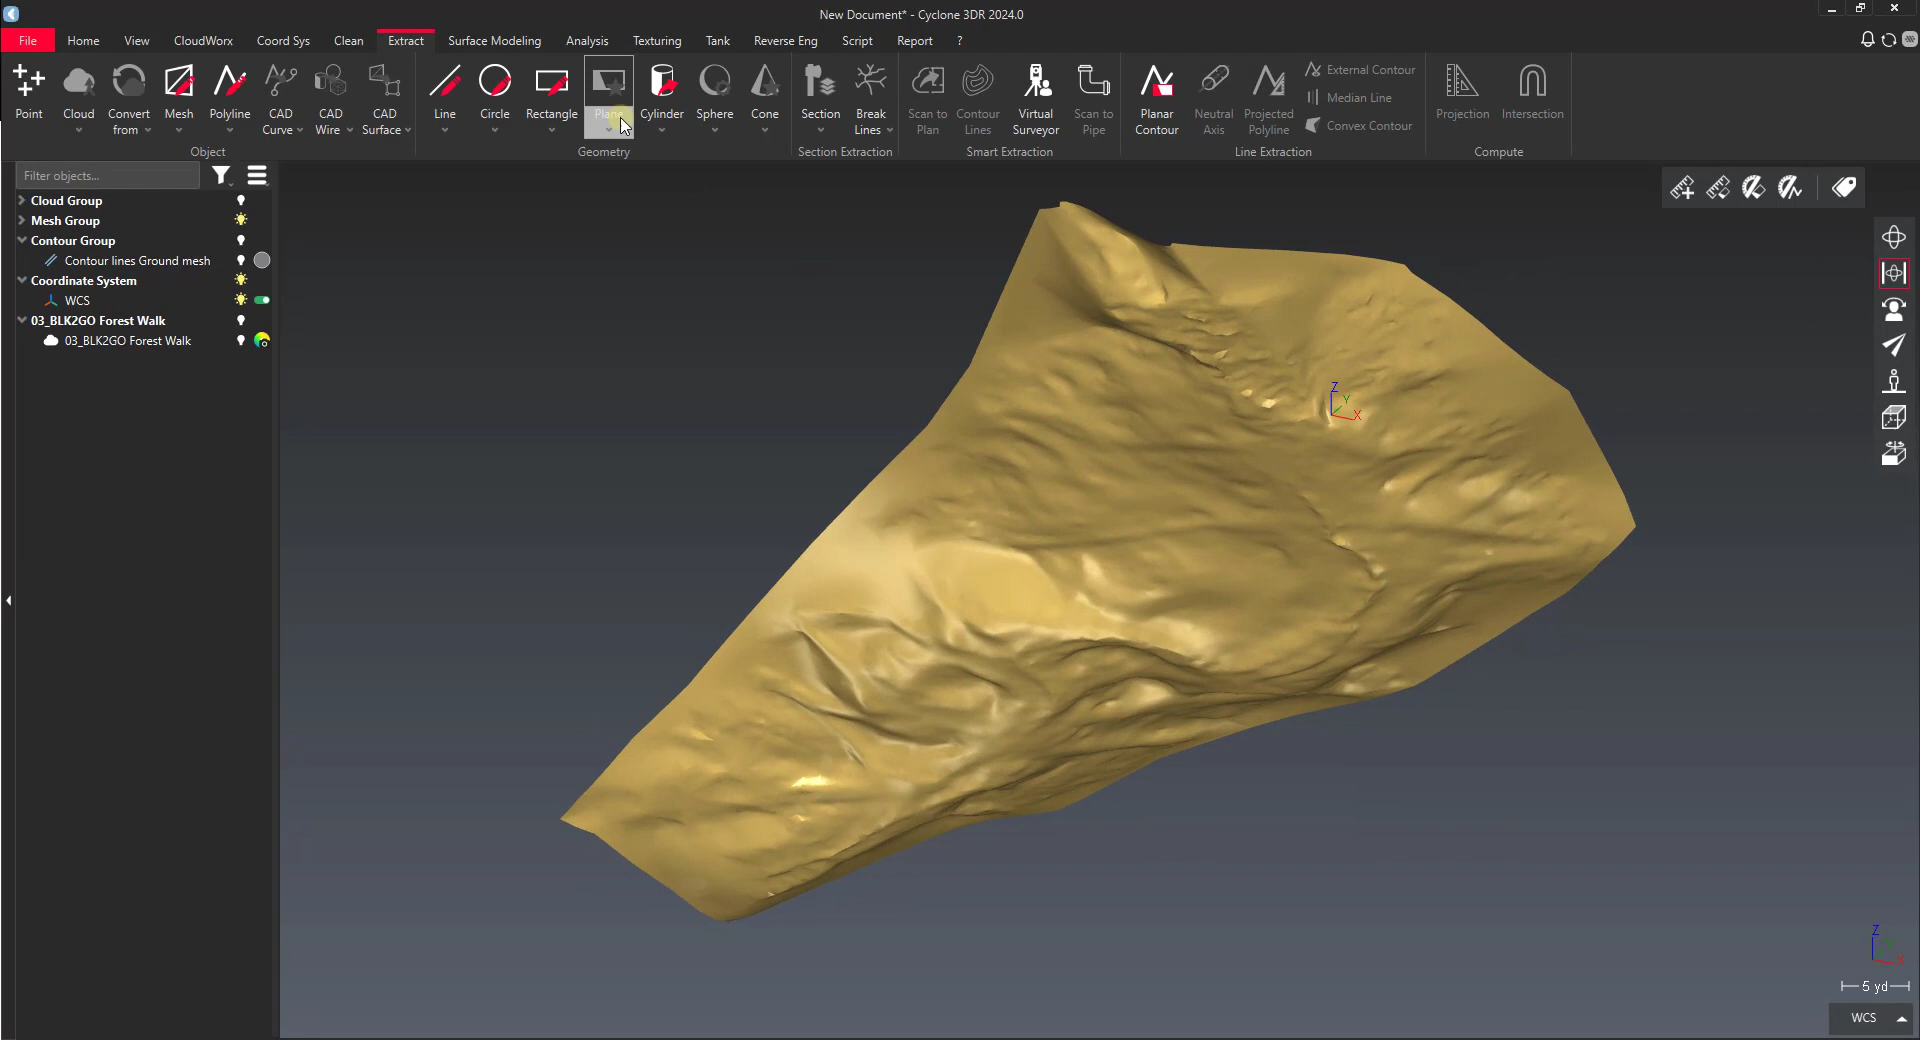 New Document* - Cyclone 3DR 2024.0
File Home View CloudWorx Coord Sys Clean Extract Surface Modeling Analysis Texturing Tank Reverse Eng Script Report ?
Point
Cloud
Convert from
Mesh
Polyline
CAD Curve
CAD Wire
CAD Surface
Object
Line
Circle
Rectangle
Plane
Cylinder
Sphere
Cone
Geometry
Section
Break Lines
Section Extraction
Scan to Plan
Contour Lines
Virtual Surveyor
Scan to Pipe
Smart Extraction
Planar Contour
Neutral Axis
Projected Polyline
External Contour
Median Line
Convex Contour
Line Extraction
Projection
Intersection
Compute
Filter objects...
Cloud Group
Mesh Group
Contour Group
Contour lines Ground mesh
Coordinate System
WCS
03_BLK2GO Forest Walk
03_BLK2GO Forest Walk
Z
Y
X
Z
X
5 yd
WCS